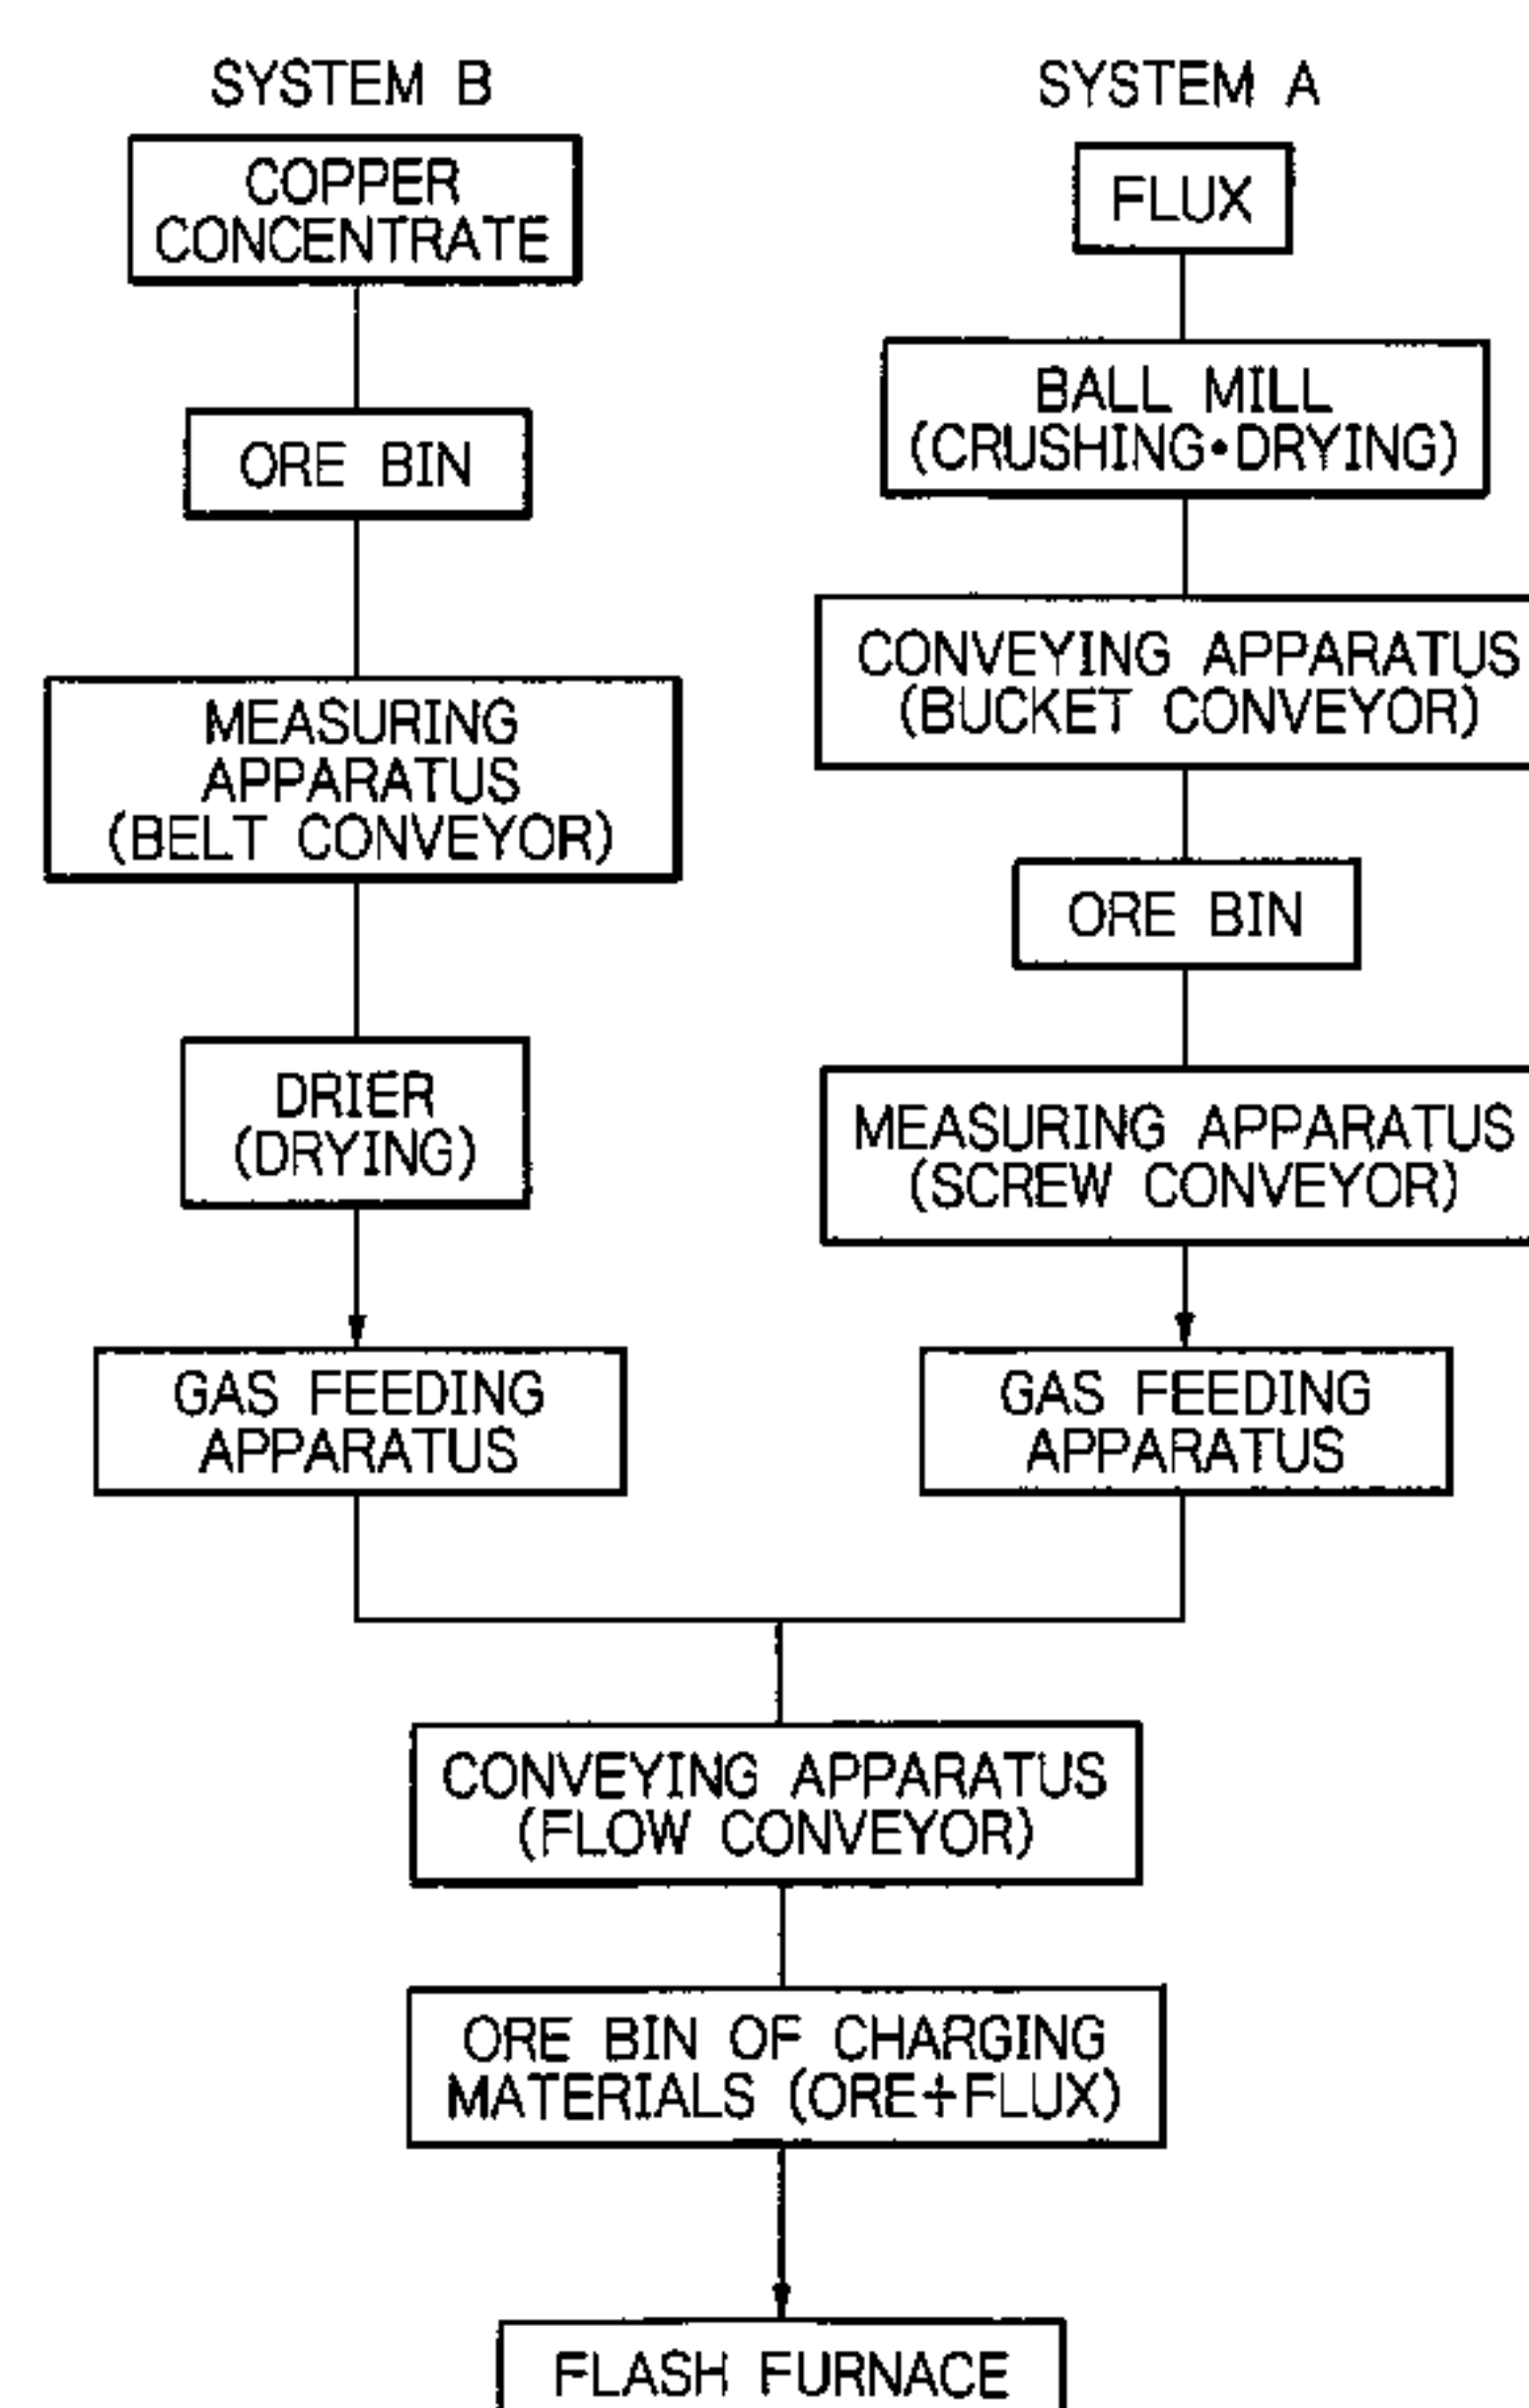 SYSTEM B
COPPER
CONCENTRATE
ORE BIN
MEASURING
APPARATUS
(BELT CONVEYOR)
DRIER
(DRYING)
GAS FEEDING
APPARATUS
SYSTEM A
FLUX
BALL MILL
(CRUSHING•DRYING)
CONVEYING APPARATUS
(BUCKET CONVEYOR)
ORE BIN
MEASURING APPARATUS
(SCREW CONVEYOR)
GAS FEEDING
APPARATUS
CONVEYING APPARATUS
(FLOW CONVEYOR)
ORE BIN OF CHARGING
MATERIALS (ORE+FLUX)
FLASH FURNACE